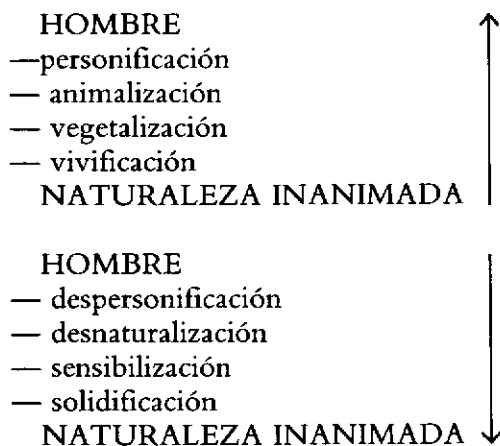 HOMBRE
—personificación
— animalización
— vegetalización
— vivificación
NATURALEZA INANIMADA
HOMBRE
— despersonificación
— desnaturalización
— sensibilización
— solidificación
NATURALEZA INANIMADA